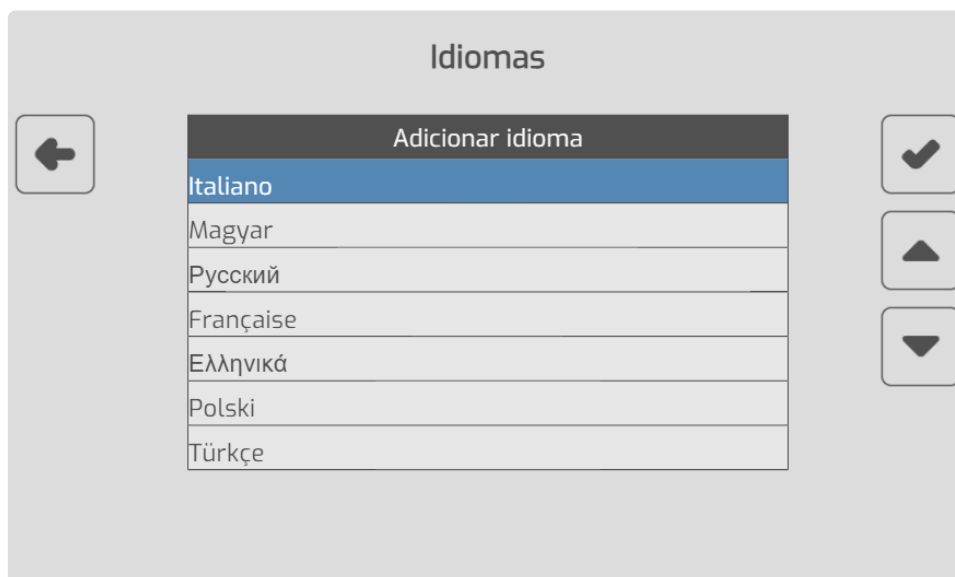 Idiomas
Adicionar idioma
Italiano
Magyar
Русский
Française
Ελληνικά
Polski
Türkçe